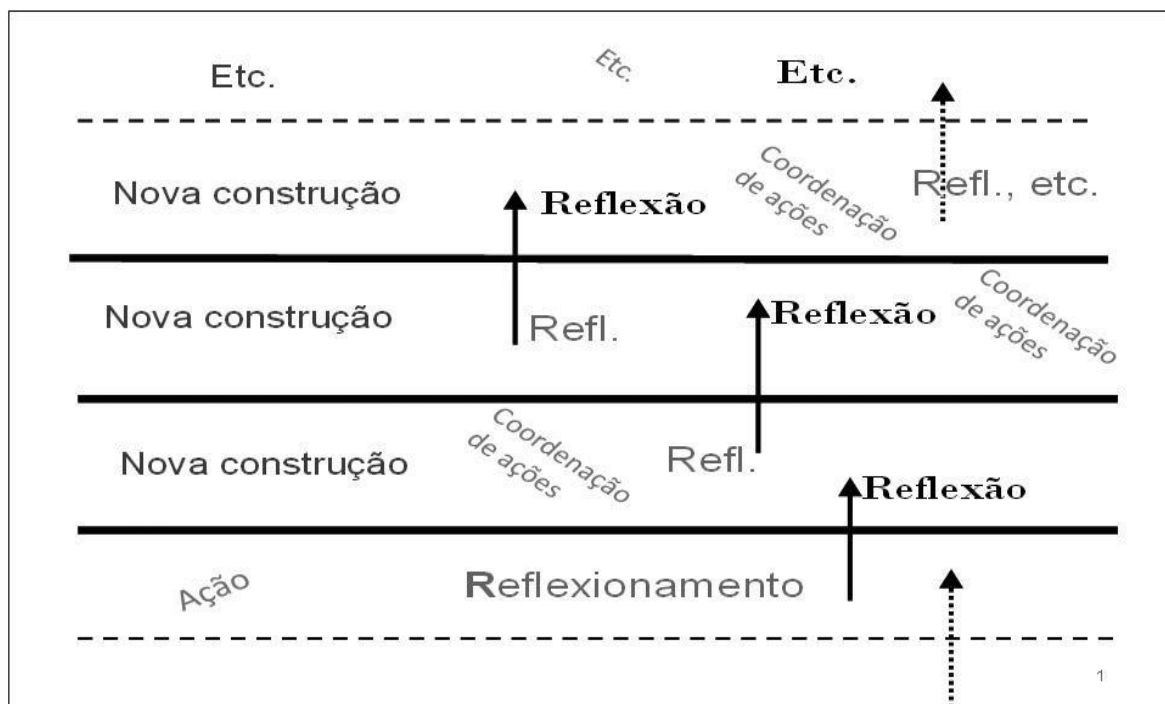 Etc.
Etc.
Etc.
Nova construção
Reflexão
Coordenação
de ações
Refl., etc.
Nova construção
Refl.
Reflexão
Coordenação
de ações
Nova construção
Coordenação
de ações
Refl.
Reflexão
Ação
Reflexionamento
1